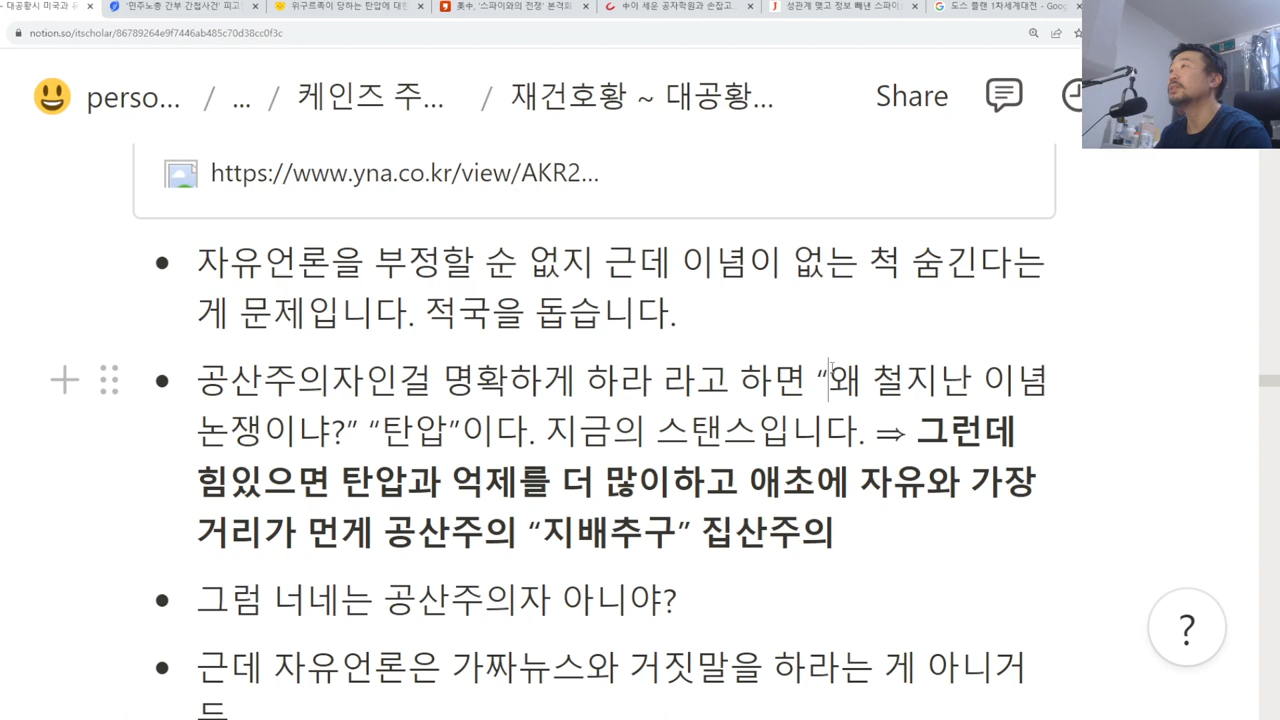 대공황시 미국과 유
'민주노총 간부 간첩사건' 피고
위구르족이 당하는 탄압에 대한
美中, '스파이와의 전쟁' 본격화
中이 세운 공자학원과 손잡고
성관계 맺고 정보 빼낸 스파이
도스 플랜 1차세계대전 - Goog
notion.so/itscholar/86789264e9f7446ab485c70d38cc0f3c
perso... / ... / 케인즈 주... / 재건호황 ~ 대공황... Share
https://www.yna.co.kr/view/AKR2...
• 자유언론을 부정할 순 없지 근데 이념이 없는 척 숨긴다는
게 문제입니다. 적국을 돕습니다.
• 공산주의자인걸 명확하게 하라 라고 하면 “왜 철지난 이념
논쟁이냐?” “탄압”이다. 지금의 스탠스입니다. ⇒ 그런데
힘있으면 탄압과 억제를 더 많이하고 애초에 자유와 가장
거리가 먼게 공산주의 “지배추구” 집산주의
• 그럼 너네는 공산주의자 아니야?
• 근데 자유언론은 가짜뉴스와 거짓말을 하라는 게 아니거
든
?